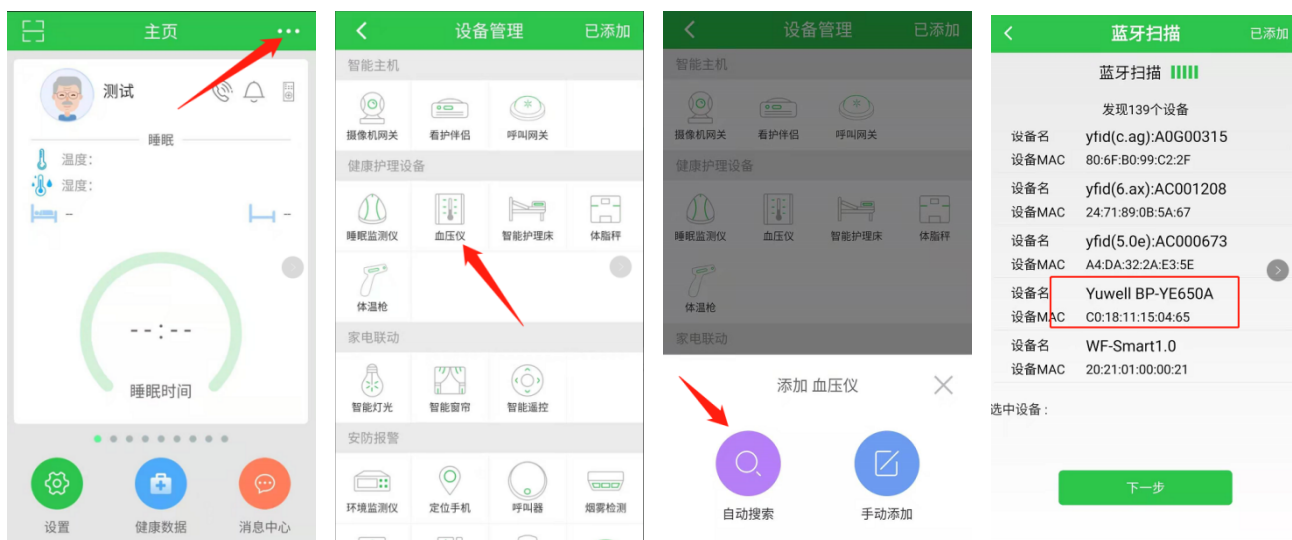 主页
测试
睡眠
温度:
湿度:
-
-
--:--
睡眠时间
设置
健康数据
消息中心
设备管理
已添加
智能主机
摄像机网关
看护伴侣
呼叫网关
健康护理设备
睡眠监测仪
血压仪
智能护理床
体脂秤
体温枪
家电联动
智能灯光
智能窗帘
智能遥控
安防报警
环境监测仪
定位手机
呼叫器
烟雾检测
设备管理
已添加
智能主机
摄像机网关
看护伴侣
呼叫网关
健康护理设备
睡眠监测仪
血压仪
智能护理床
体脂秤
体温枪
家电联动
添加 血压仪
自动搜索
手动添加
蓝牙扫描
已添加
蓝牙扫描
发现139个设备
设备名 yfid(c.ag):A0G00315
设备MAC 80:6F:B0:99:C2:2F
设备名 yfid(6.ax):AC001208
设备MAC 24:71:89:0B:5A:67
设备名 yfid(5.0e):AC000673
设备MAC A4:DA:32:2A:E3:5E
设备名 Yuwell BP-YE650A
设备MAC C0:18:11:15:04:65
设备名 WF-Smart1.0
设备MAC 20:21:01:00:00:21
选中设备 :
下一步